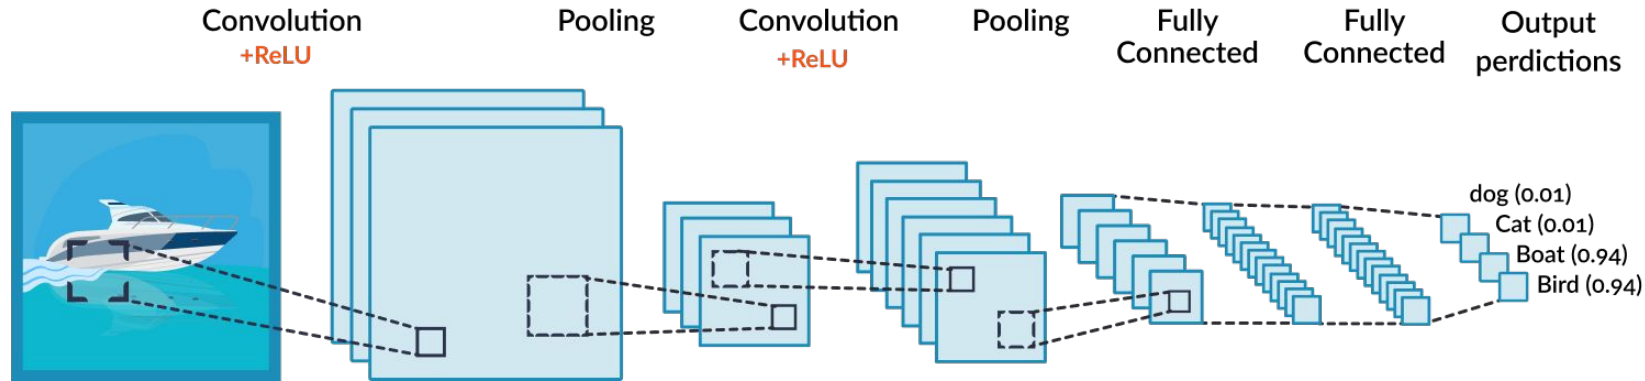 Convolution
+ReLU
Pooling
Convolution
+ReLU
Pooling
Fully
Connected
Fully
Connected
Output
perdictions
dog (0.01)
Cat (0.01)
Boat (0.94)
Bird (0.94)